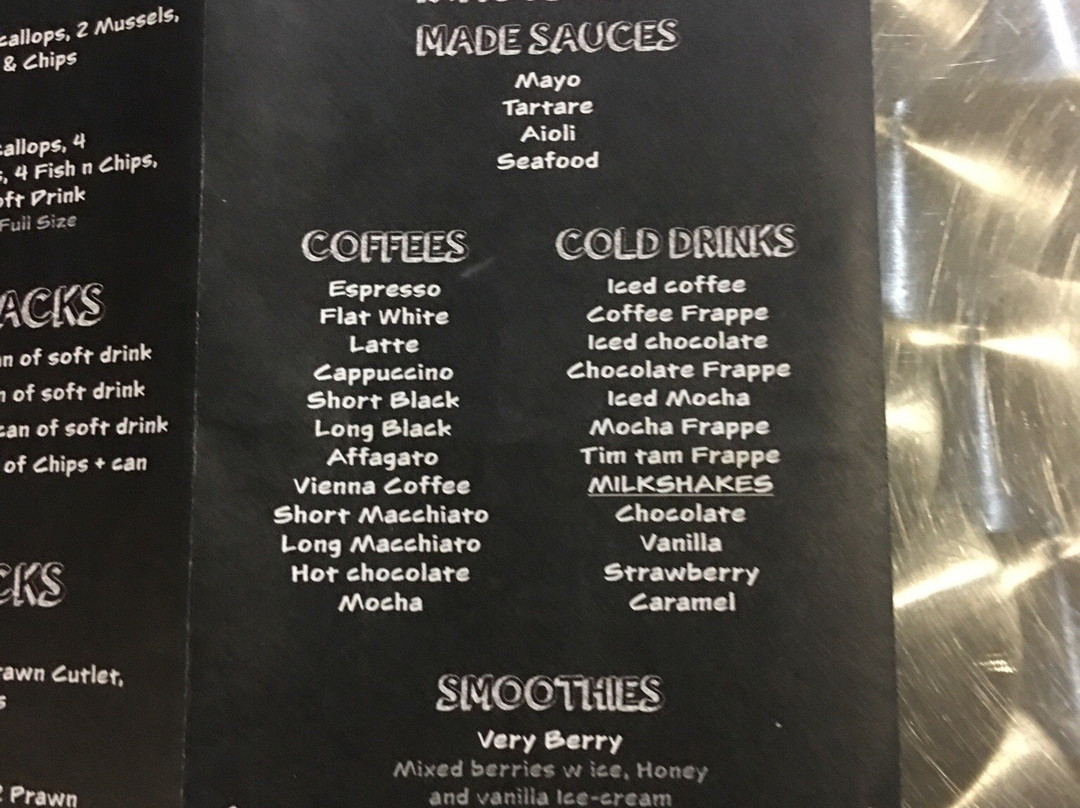 callops, 2 Mussels,
& Chips
callops, 4
, 4 Fish n Chips,
oft Drink
Full Size
ACKS
an of soft drink
n of soft drink
can of soft drink
of Chips + can
CKS
rawn Cutlet,
s
Prawn
MADE SAUCES
Mayo
Tartare
Aioli
Seafood
COFFEES
Espresso
Flat White
Latte
Cappuccino
Short Black
Long Black
Affagato
Vienna Coffee
Short Macchiato
Long Macchiato
Hot chocolate
Mocha
COLD DRINKS
Iced coffee
Coffee Frappe
Iced chocolate
Chocolate Frappe
Iced Mocha
Mocha Frappe
Tim tam Frappe
MILKSHAKES
Chocolate
Vanilla
Strawberry
Caramel
SMOOTHIES
Very Berry
Mixed berries w ice, Honey
and vanilla Ice-cream